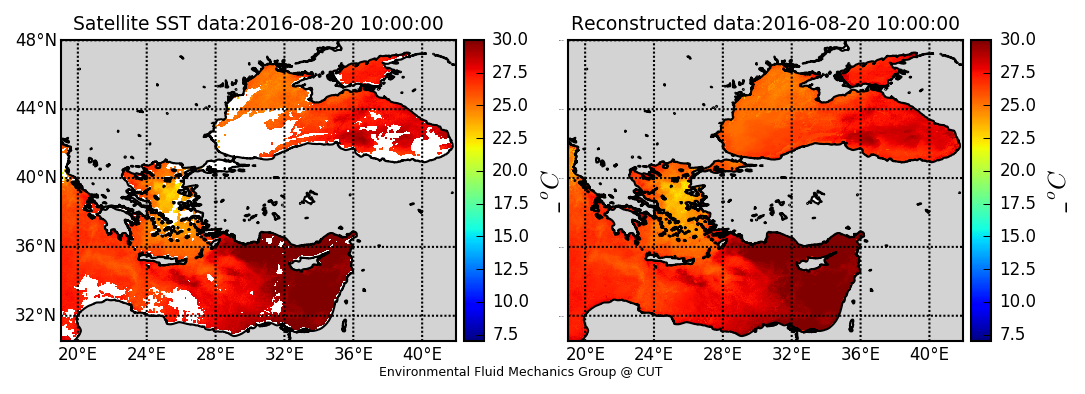 Satellite SST data:2016-08-20 10:00:00
48°N
44°N
40°N
36°N
32°N
20°E 24°E 28°E 32°E 36°E 40°E
30.0
27.5
25.0
22.5
20.0
17.5
15.0
12.5
10.0
7.5
°C
Reconstructed data:2016-08-20 10:00:00
20°E 24°E 28°E 32°E 36°E 40°E
30.0
27.5
25.0
22.5
20.0
17.5
15.0
12.5
10.0
7.5
°C
Environmental Fluid Mechanics Group @ CUT